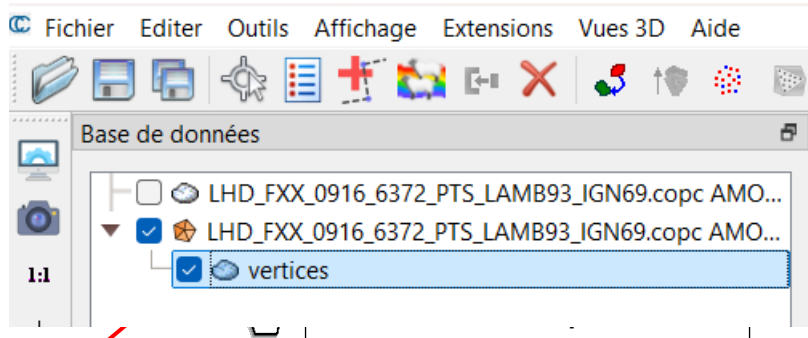 Fichier Editer Outils Affichage Extensions Vues 3D Aide
Base de données
LHD_FXX_0916_6372_PTS_LAMB93_IGN69.copc AMO...
LHD_FXX_0916_6372_PTS_LAMB93_IGN69.copc AMO...
1:1
vertices